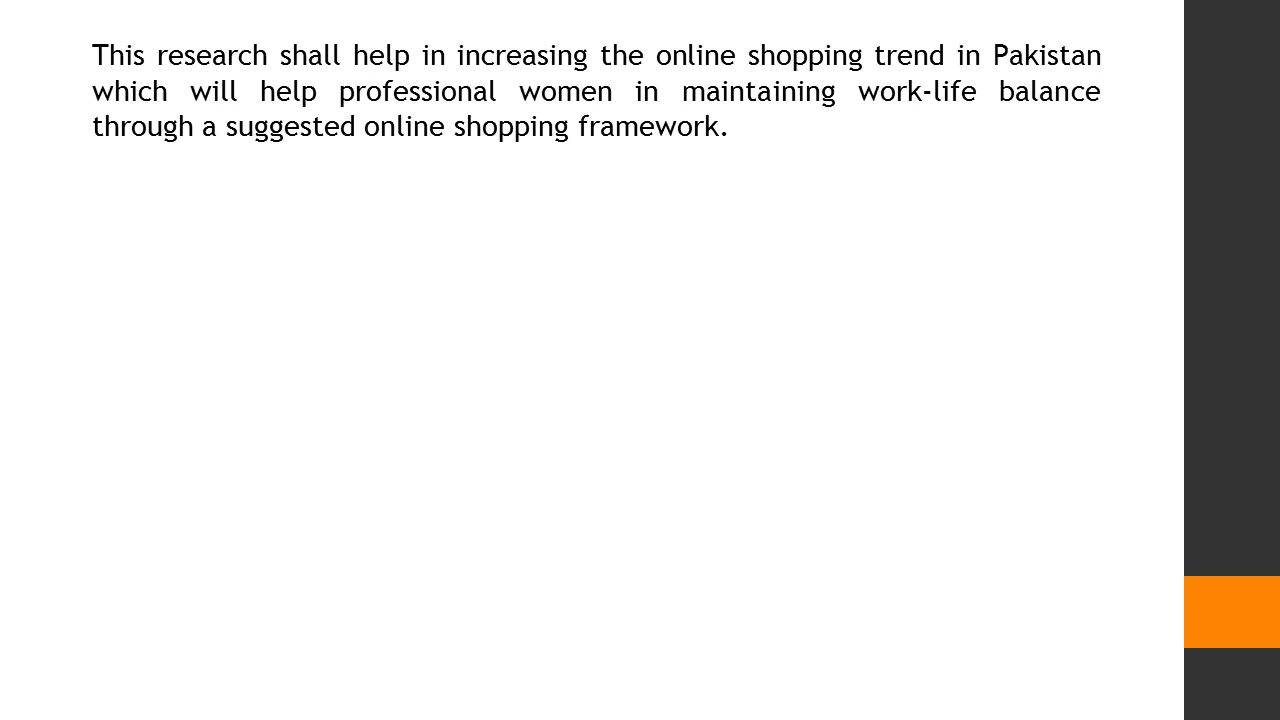 This research shall help in increasing the online shopping trend in Pakistan
which will help professional women in maintaining work-life balance
through a suggested online shopping framework.